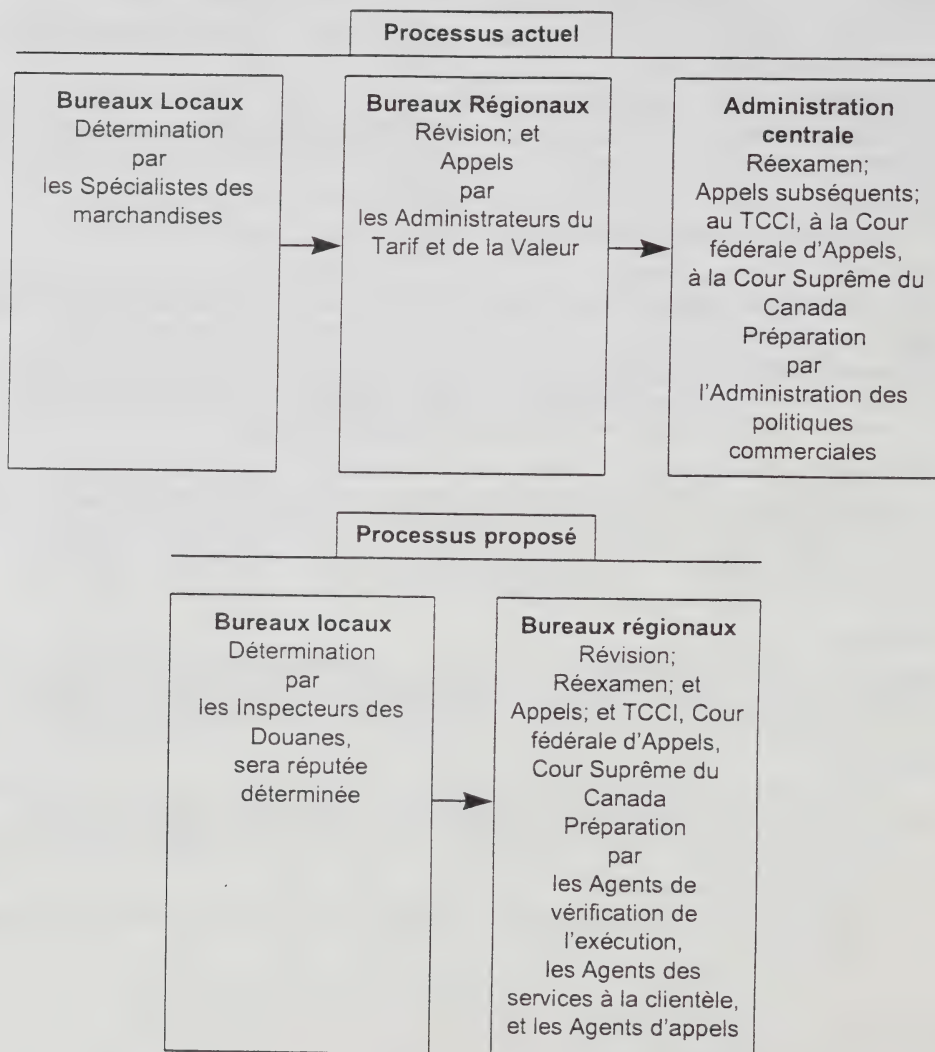 Processus actuel
Bureaux Locaux
Détermination
par
les Spécialistes des
marchandises
Bureaux Régionaux
Révision; et
Appels
par
les Administrateurs du
Tarif et de la Valeur
Administration
centrale
Réexamen;
Appels subséquents;
au TCCI, à la Cour
fédérale d'Appels,
à la Cour Suprême du
Canada
Préparation
par
l'Administration des
politiques
commerciales
Processus proposé
Bureaux locaux
Détermination
par
les Inspecteurs des
Douanes,
sera réputée
déterminée
Bureaux régionaux
Révision;
Réexamen; et
Appels; et TCCI, Cour
fédérale d'Appels,
Cour Suprême du
Canada
Préparation
par
les Agents de
vérification de
l'exécution,
les Agents des
services à la clientèle,
et les Agents d'appels